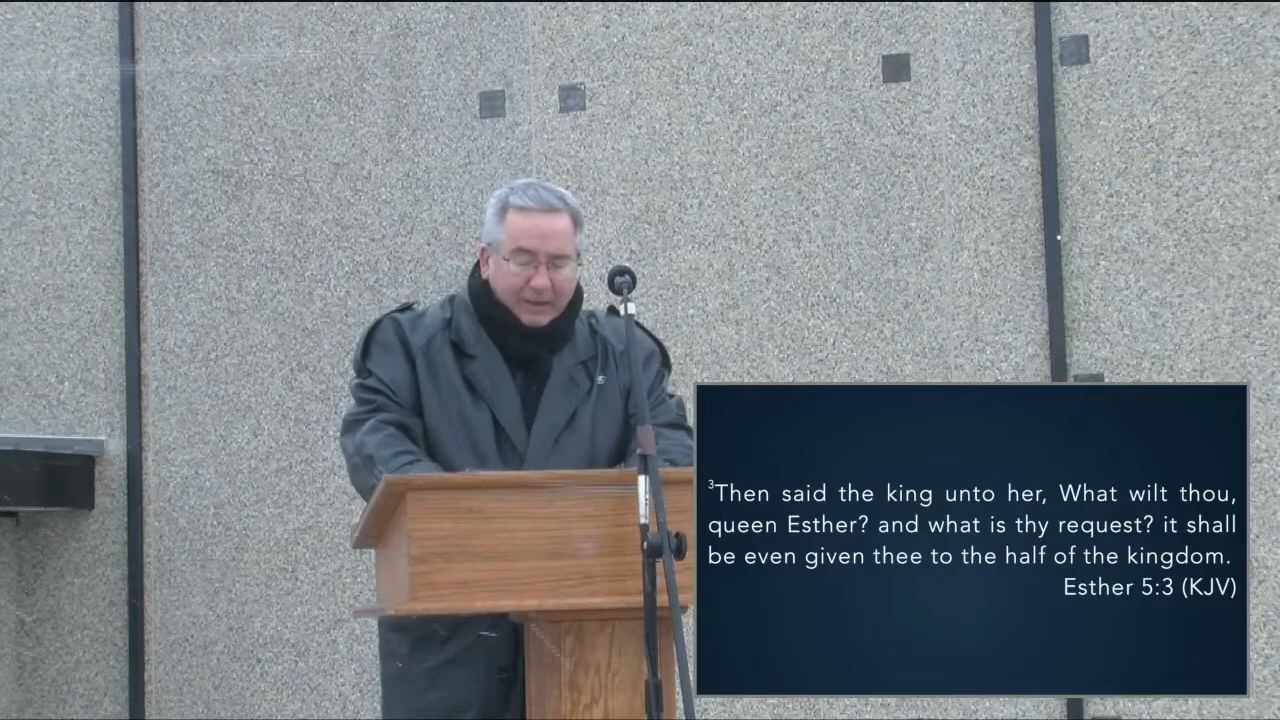 ³Then said the king unto her, What wilt thou,
queen Esther? and what is thy request? it shall
be even given thee to the half of the kingdom.
Esther 5:3 (KJV)